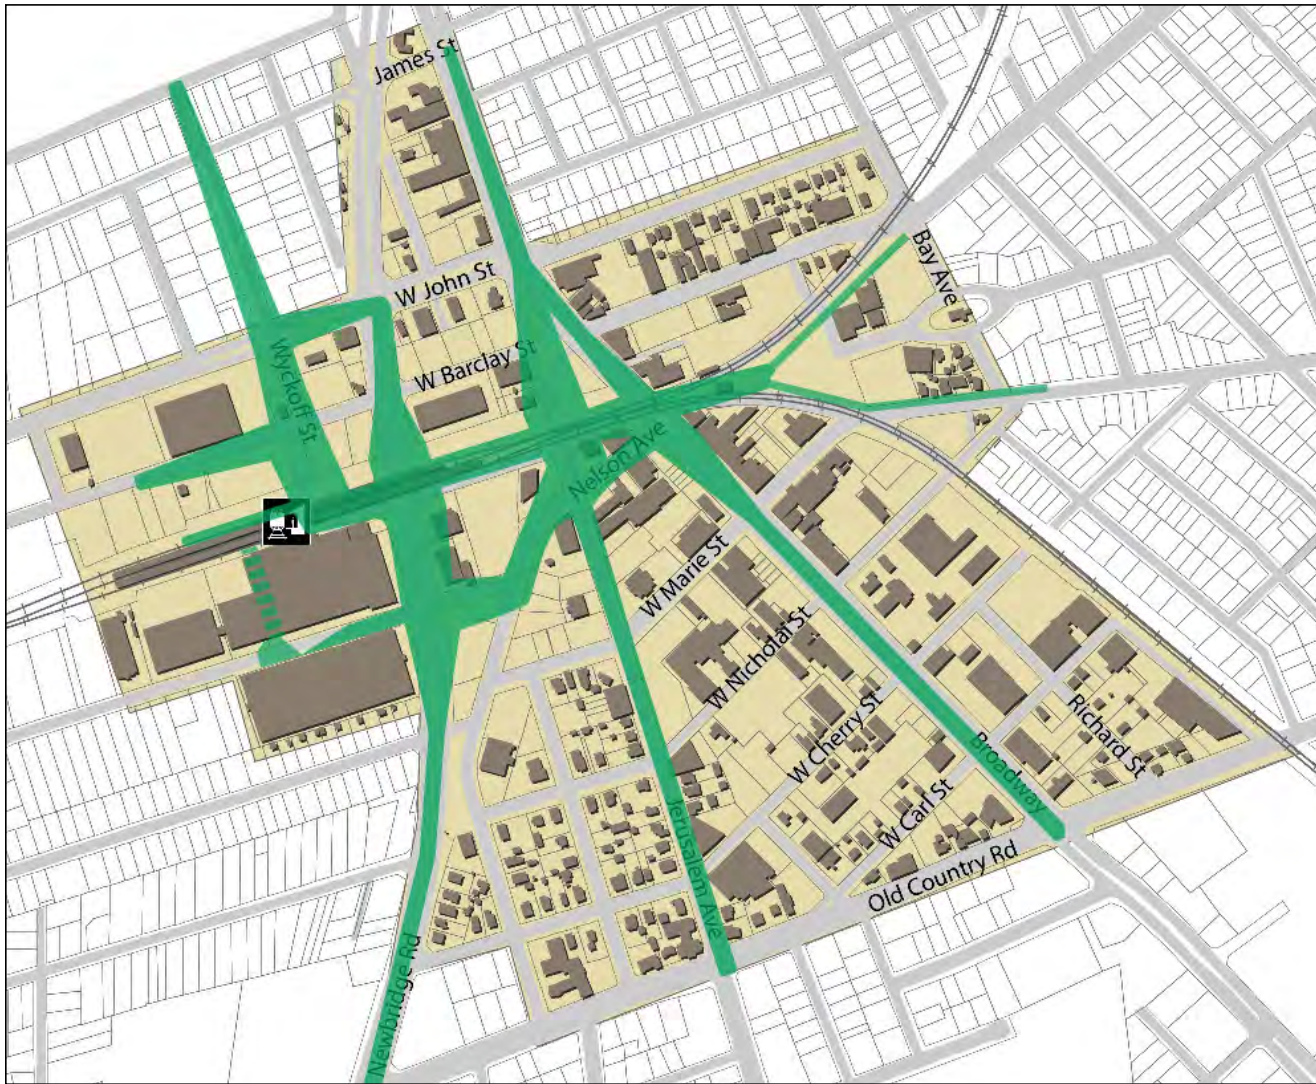 James St
Bay Ave
W John St
Wyckoff St
W Barclay St
Nelson Ave
W Marie St
W Nicholai St
W Cherry St
Richard St
Broadway
W Carl St
Jerusalem Ave
Old Country Rd
Newbridge Rd